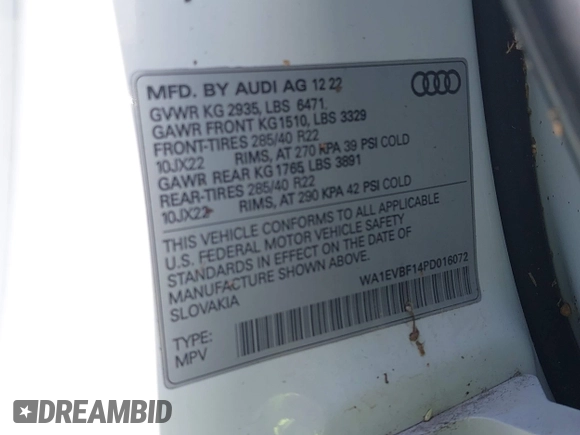 MFD. BY AUDI AG 12 22
GVWR KG 2935, LBS 6471,
GAWR FRONT KG1510, LBS 3329
FRONT-TIRES 285/40 R22
10JX22 RIMS, AT 270 KPA 39 PSI COLD
GAWR REAR KG 1765, LBS 3891
REAR-TIRES 285/40 R22
10JX22 RIMS, AT 290 KPA 42 PSI COLD
THIS VEHICLE CONFORMS TO ALL APPLICABLE
U.S. FEDERAL MOTOR VEHICLE SAFETY
STANDARDS IN EFFECT ON THE DATE OF
MANUFACTURE SHOWN ABOVE.
SLOVAKIA
WA1EVBF14PD016072
TYPE:
MPV
DREAMBID